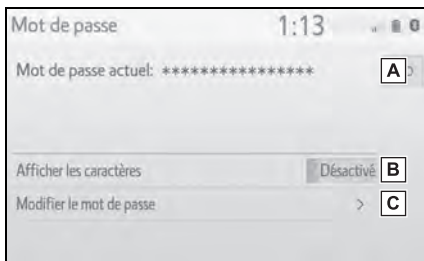 Mot de passe 1:13
Mot de passe actuel: **************** A >
Afficher les caractères Désactivé B
Modifier le mot de passe > C